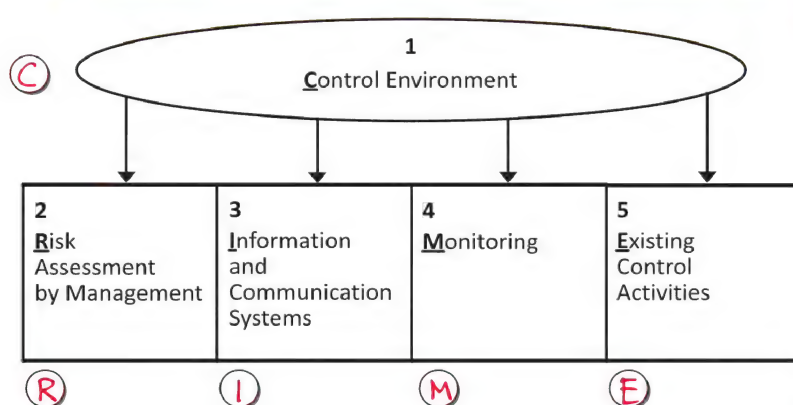 1
C
Control Environment
2
Risk
Assessment
by Management
3
Information
and
Communication
Systems
4
Monitoring
5
Existing
Control
Activities
R
I
M
E